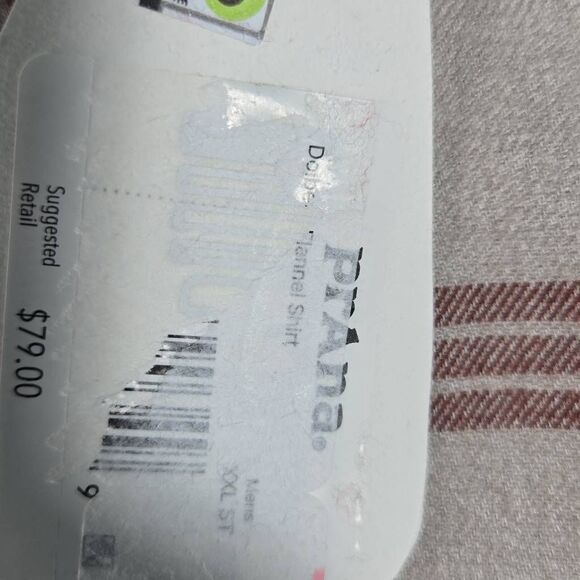 prAna®
Flannel Shirt
Mens
XXL ST
9
Suggested
Retail
$79.00